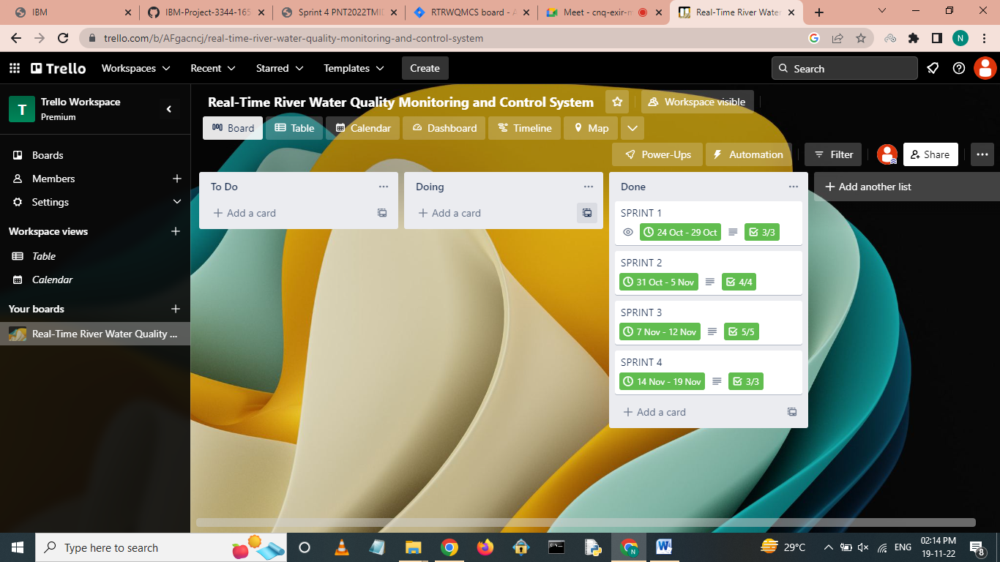 IBM
IBM-Project-3344-165
Sprint 4 PNT2022TMID
RTRWQMCS board - A
Meet - cnq-exir-m
Real-Time River Water
trello.com/b/AFgacncj/real-time-river-water-quality-monitoring-and-control-system
N
Trello
Workspaces
Recent
Starred
Templates
Create
Search
T
Trello Workspace
Premium
Real-Time River Water Quality Monitoring and Control System
Workspace visible
Board
Table
Calendar
Dashboard
Timeline
Map
Power-Ups
Automation
Filter
Share
Boards
Members
Settings
Workspace views
Table
Calendar
Your boards
Real-Time River Water Quality ...
To Do
Add a card
Doing
Add a card
Done
SPRINT 1
24 Oct - 29 Oct
3/3
SPRINT 2
31 Oct - 5 Nov
4/4
SPRINT 3
7 Nov - 12 Nov
5/5
SPRINT 4
14 Nov - 19 Nov
3/3
Add a card
Add another list
Type here to search
N
W
29°C
ENG
02:14 PM
19-11-22
8